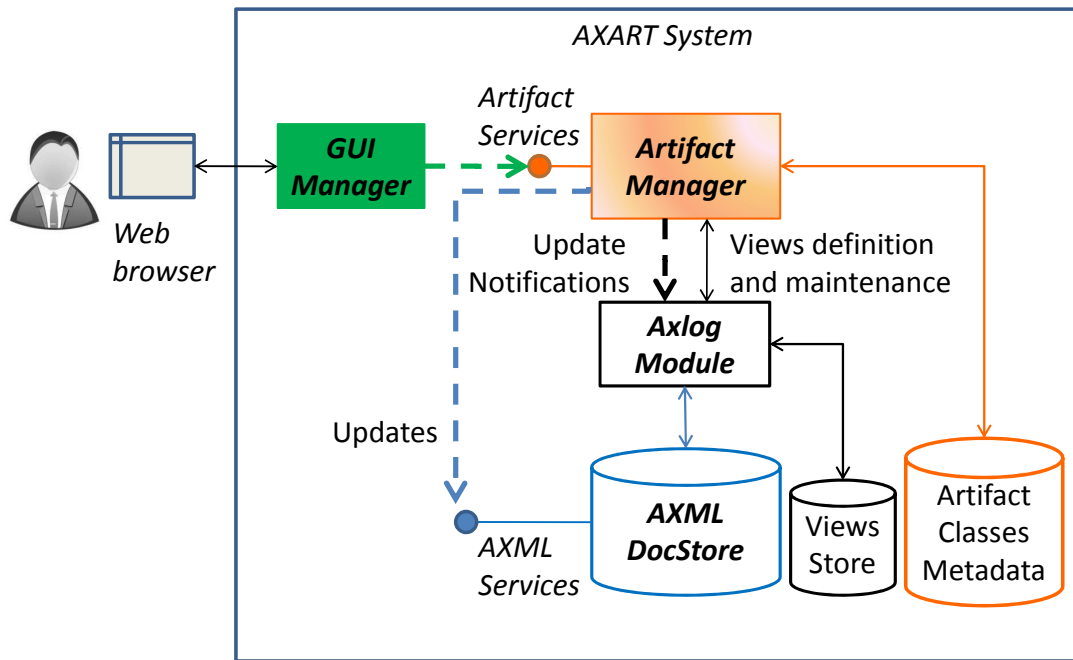 AXART System
Artifact
Services
GUI
Manager
Artifact
Manager
Web
browser
Update
Notifications
Views definition
and maintenance
Axlog
Module
Updates
AXML
DocStore
AXML
Services
Views
Store
Artifact
Classes
Metadata